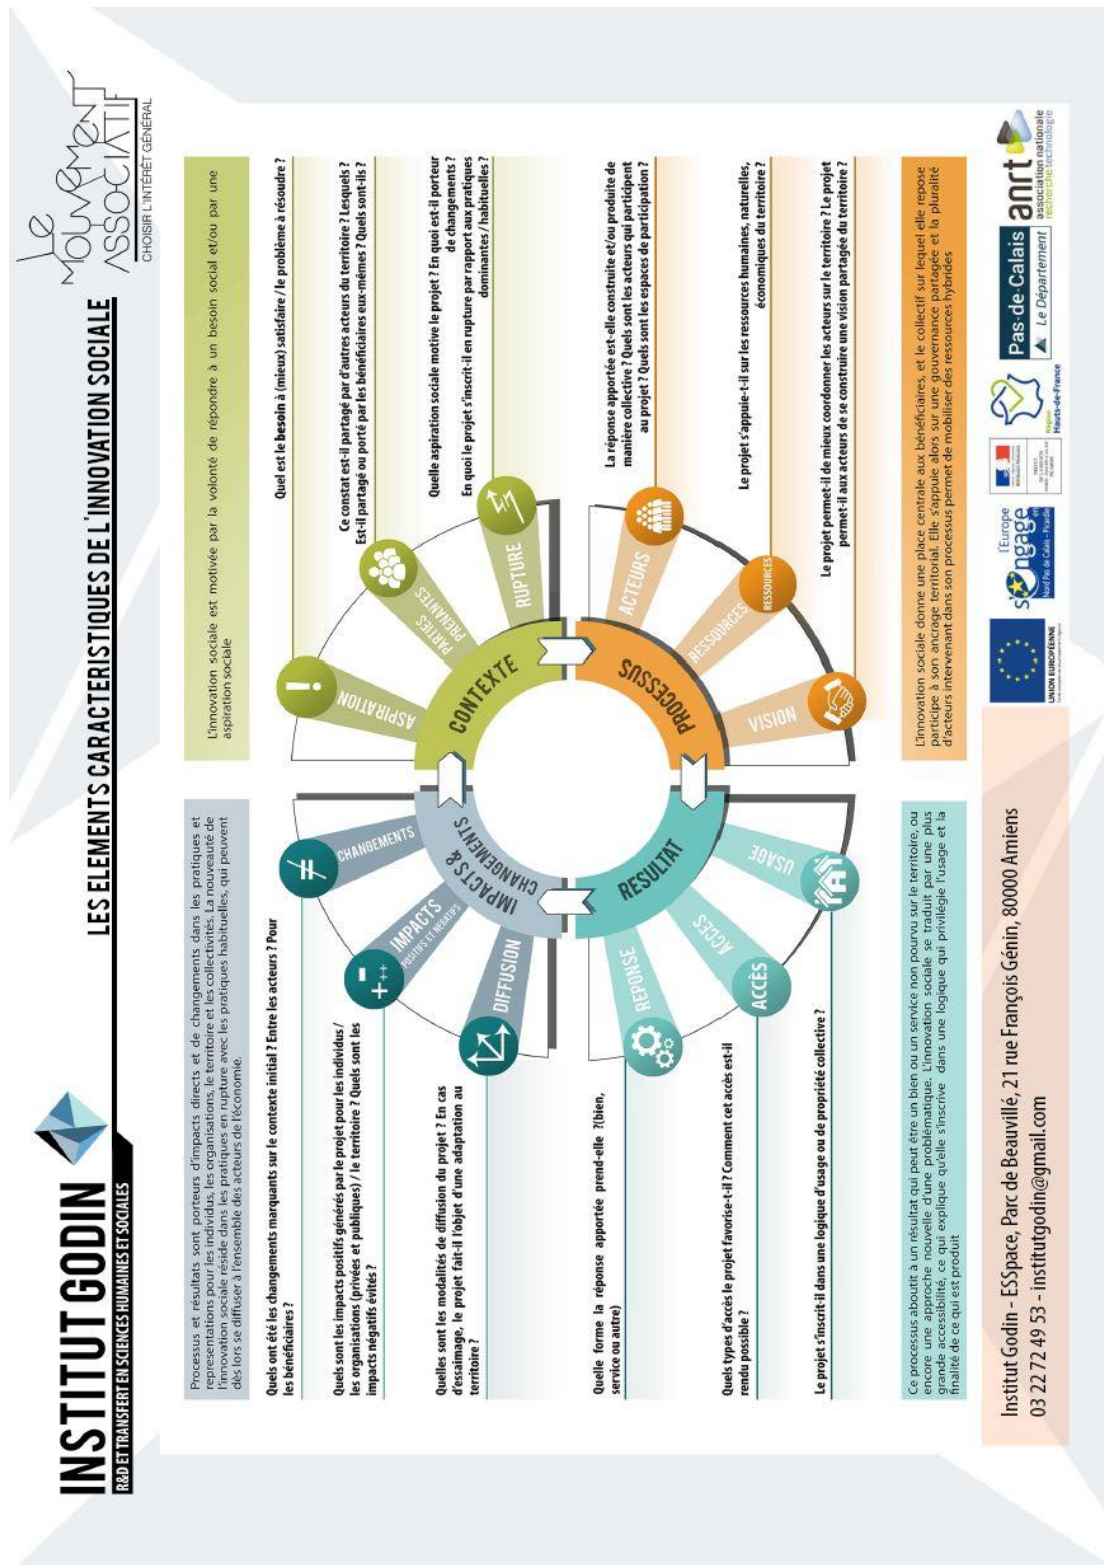 INSTITUT GODIN
R&D ET TRANSFERT EN SCIENCES HUMAINES ET SOCIALES
LES ELEMENTS CARACTERISTIQUES DE L'INNOVATION SOCIALE
Le
MOUVEMENT
ASSOCIATIF
CHOISIR L'INTÉRÊT GÉNÉRAL
Processus et résultats sont porteurs d'impacts directs et de changements dans les pratiques et
représentations pour les individus, les organisations, le territoire et les collectivités. La nouveauté de
l'innovation sociale réside dans les pratiques en rupture avec les pratiques habituelles, qui peuvent
dès lors se diffuser à l'ensemble des acteurs de l'économie.
L'innovation sociale est motivée par la volonté de répondre à un besoin social et/ou par une
aspiration sociale
Quels ont été les changements marquants sur le contexte initial ? Entre les acteurs ? Pour
les bénéficiaires ?
Quels sont les impacts positifs générés par le projet pour les individus /
les organisations (privées et publiques) / le territoire ? Quels sont les
impacts négatifs évités ?
Quelles sont les modalités de diffusion du projet ? En cas
d'essaimage, le projet fait-il l'objet d'une adaptation au
territoire ?
CHANGEMENTS
IMPACTS
POSITIFS ET NÉGATIFS
DIFFUSION
IMPACTS &
CHANGEMENTS
Quel est le besoin à (mieux) satisfaire / le problème à résoudre ?
Ce constat est-il partagé par d'autres acteurs du territoire ? Lesquels ?
Est-il partagé ou porté par les bénéficiaires eux-mêmes ? Quels sont-ils ?
Quelle aspiration sociale motive le projet ? En quoi est-il porteur
de changements ?
En quoi le projet s'inscrit-il en rupture par rapport aux pratiques
dominantes / habituelles ?
ASPIRATION
PARTIES
PRENANTES
RUPTURE
CONTEXTE
Quelle forme la réponse apportée prend-elle ?(bien,
service ou autre)
Quels types d'accès le projet favorise-t-il ? Comment cet accès est-il
rendu possible ?
Le projet s'inscrit-il dans une logique d'usage ou de propriété collective ?
REPONSE
ACCÈS
ACCÈS
USAGE
RESULTAT
La réponse apportée est-elle construite et/ou produite de
manière collective ? Quels sont les acteurs qui participent
au projet ? Quels sont les espaces de participation ?
Le projet s'appuie-t-il sur les ressources humaines, naturelles,
économiques du territoire ?
Le projet permet-il de mieux coordonner les acteurs sur le territoire ? Le projet
permet-il aux acteurs de se construire une vision partagée du territoire ?
ACTEURS
RESSOURCES
RESSOURCES
VISION
PROCESSUS
Ce processus aboutit à un résultat qui peut être un bien ou un service non pourvu sur le territoire, ou
encore une approche nouvelle d'une problématique. L'innovation sociale se traduit par une plus
grande accessibilité, ce qui explique qu'elle s'inscrive dans une logique qui privilégie l'usage et la
finalité de ce qui est produit
L'innovation sociale donne une place centrale aux bénéficiaires, et le collectif sur lequel elle repose
participe à son ancrage territorial. Elle s'appuie alors sur une gouvernance partagée et la pluralité
d'acteurs intervenant dans son processus permet de mobiliser des ressources hybrides
Institut Godin - ESSpace, Parc de Beauvillé, 21 rue François Génin, 80000 Amiens
03 22 72 49 53 - institutgodin@gmail.com
UNION EUROPÉENNE
l'Europe
s'engage
en
Nord Pas de Calais - Picardie
Région
Hauts-de-France
Pas-de-Calais
Le Département
anrt
association nationale
recherche technologie